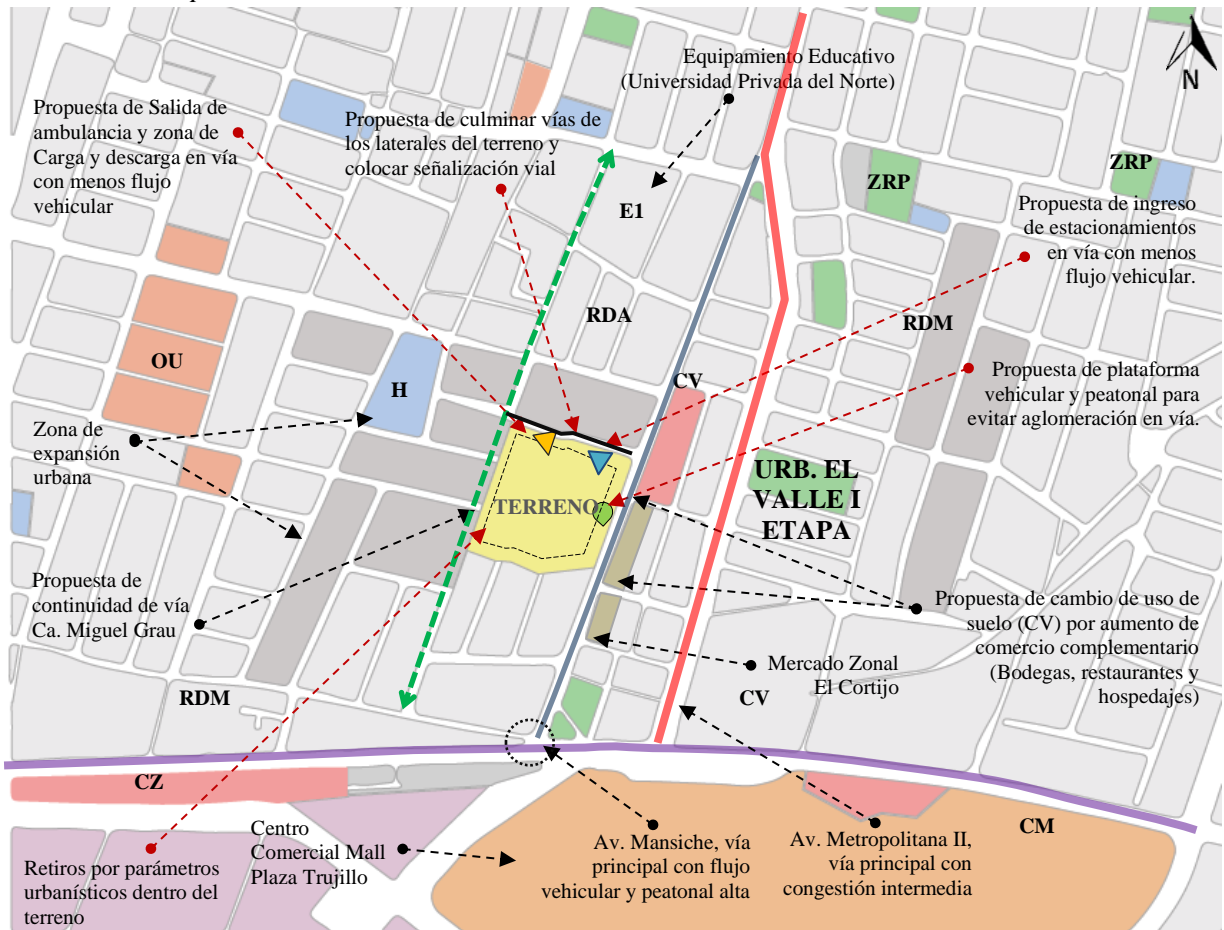 N
Equipamiento Educativo
(Universidad Privada del Norte)
Propuesta de Salida de
ambulancia y zona de
Carga y descarga en vía
con menos flujo
vehicular
Propuesta de culminar vías de
los laterales del terreno y
colocar señalización vial
ZRP
ZRP
E1
Propuesta de ingreso
de estacionamientos
en vía con menos
flujo vehicular.
RDA
RDM
OU
H
CV
Propuesta de plataforma
vehicular y peatonal para
evitar aglomeración en vía.
Zona de
expansión
urbana
URB. EL
VALLE I
ETAPA
TERRENO
Propuesta de
continuidad de vía
Ca. Miguel Grau
Propuesta de cambio de uso de
suelo (CV) por aumento de
comercio complementario
(Bodegas, restaurantes y
hospedajes)
Mercado Zonal
El Cortijo
RDM
CV
CZ
CM
Centro
Comercial Mall
Plaza Trujillo
Av. Mansiche, vía
principal con flujo
vehicular y peatonal alta
Av. Metropolitana II,
vía principal con
congestión intermedia
Retiros por parámetros
urbanísticos dentro del
terreno